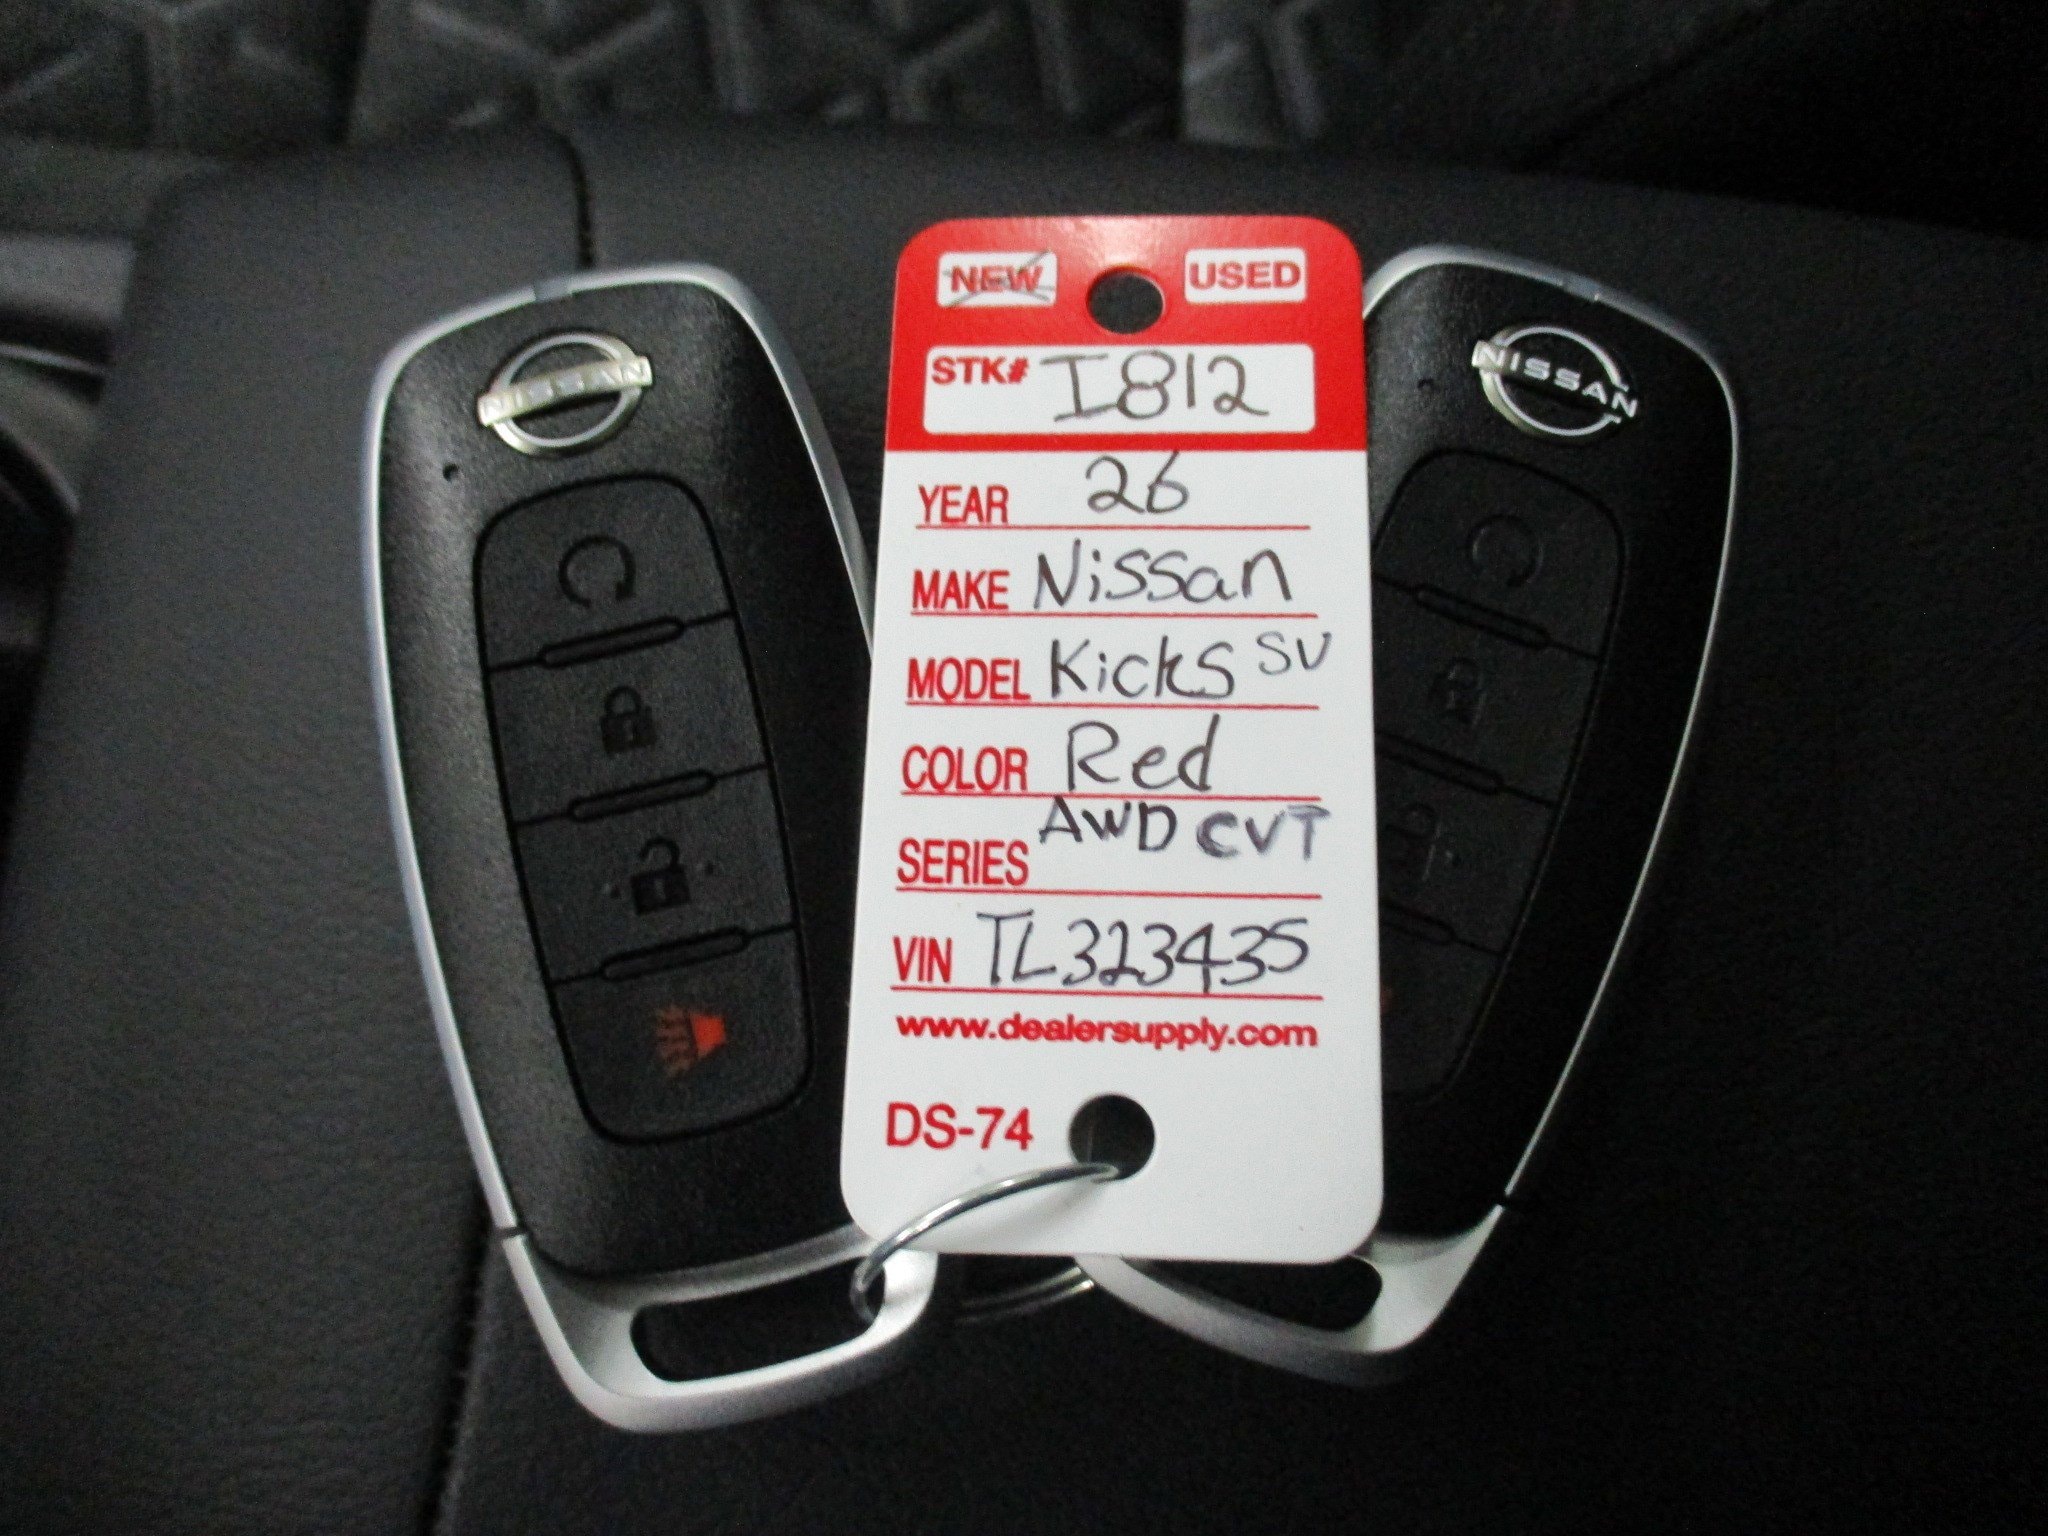 NISSAN
NISSAN
NEW USED
STK# I812
YEAR 26
MAKE Nissan
MODEL Kicks SV
COLOR Red
SERIES AWD CVT
VIN TL323435
www.dealersupply.com
DS-74